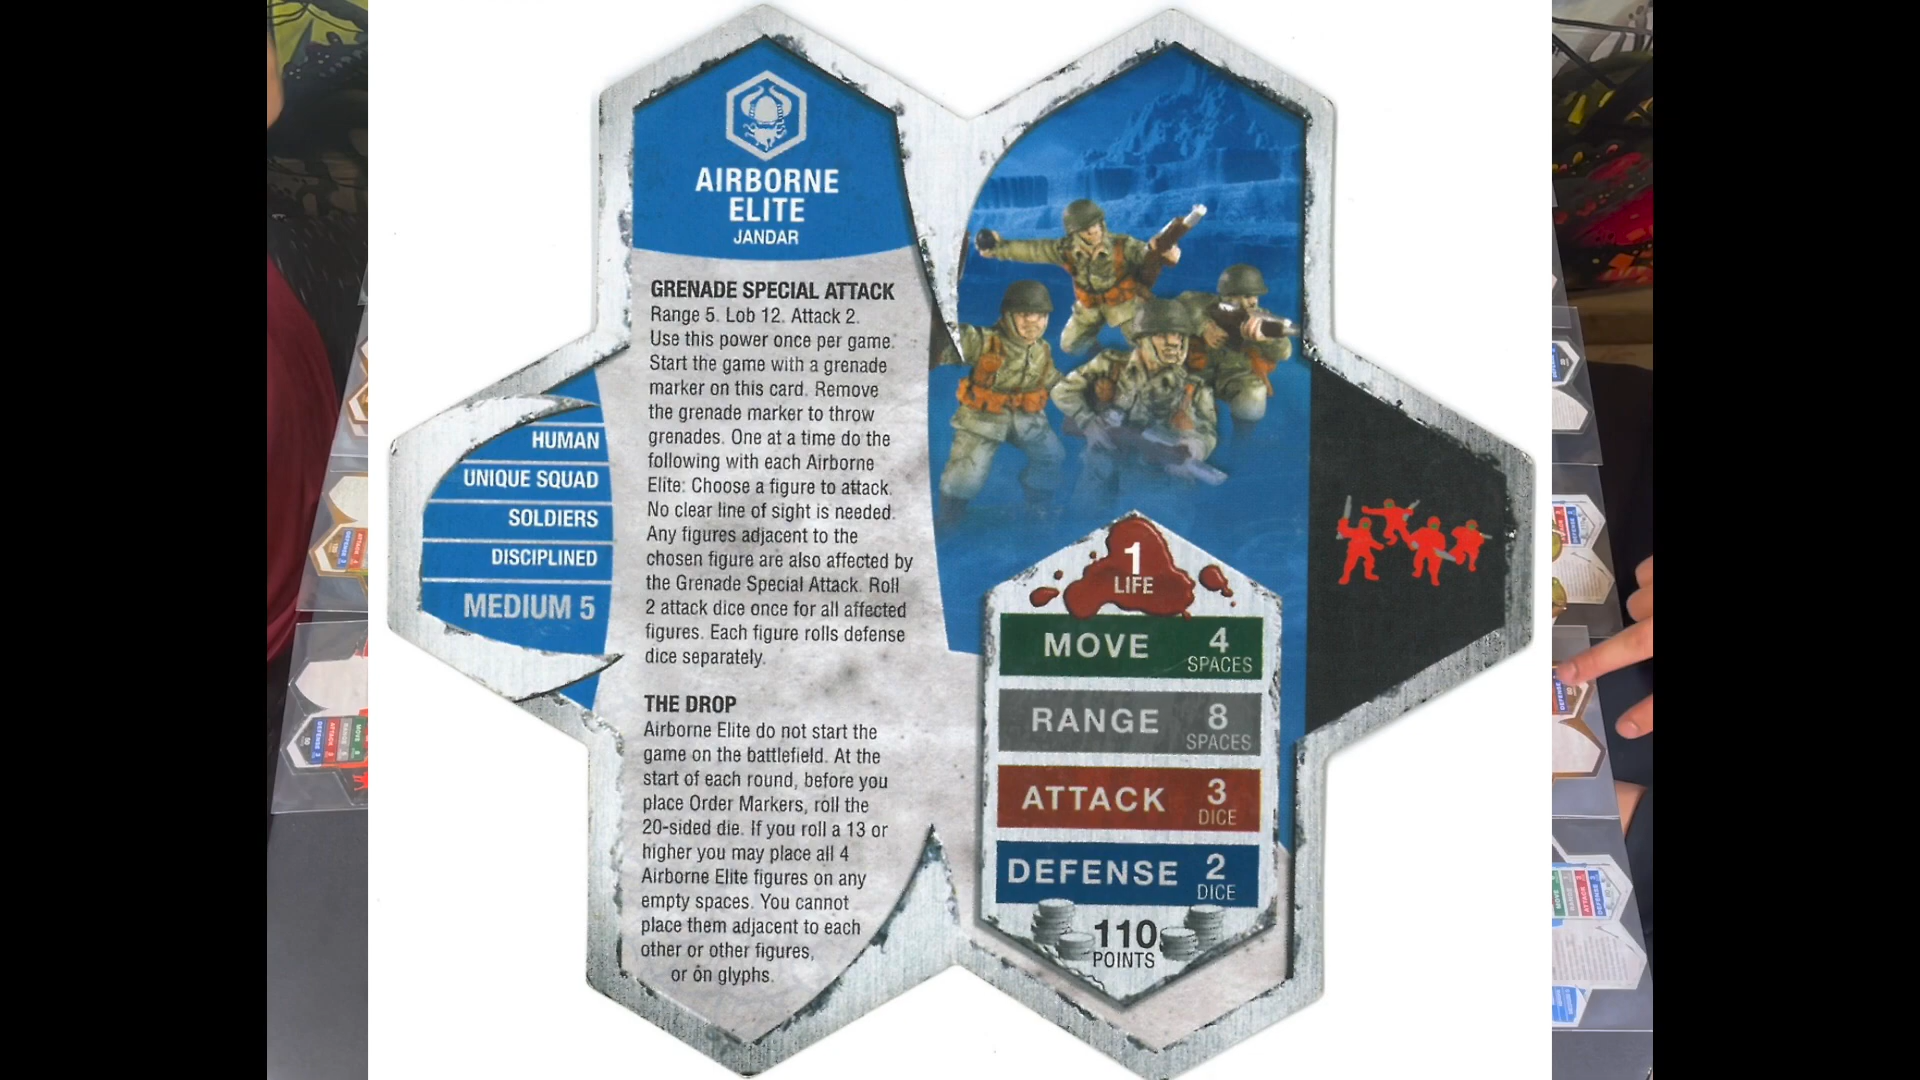 AIRBORNE
ELITE
JANDAR
GRENADE SPECIAL ATTACK
Range 5. Lob 12. Attack 2.
Use this power once per game.
Start the game with a grenade
marker on this card. Remove
the grenade marker to throw
grenades. One at a time do the
following with each Airborne
Elite: Choose a figure to attack.
No clear line of sight is needed.
Any figures adjacent to the
chosen figure are also affected by
the Grenade Special Attack. Roll
2 attack dice once for all affected
figures. Each figure rolls defense
dice separately.
THE DROP
Airborne Elite do not start the
game on the battlefield. At the
start of each round, before you
place Order Markers, roll the
20-sided die. If you roll a 13 or
higher you may place all 4
Airborne Elite figures on any
empty spaces. You cannot
place them adjacent to each
other or other figures,
or on glyphs.
HUMAN
UNIQUE SQUAD
SOLDIERS
DISCIPLINED
MEDIUM 5
1
LIFE
MOVE 4
SPACES
RANGE 8
SPACES
ATTACK 3
DICE
DEFENSE 2
DICE
110
POINTS